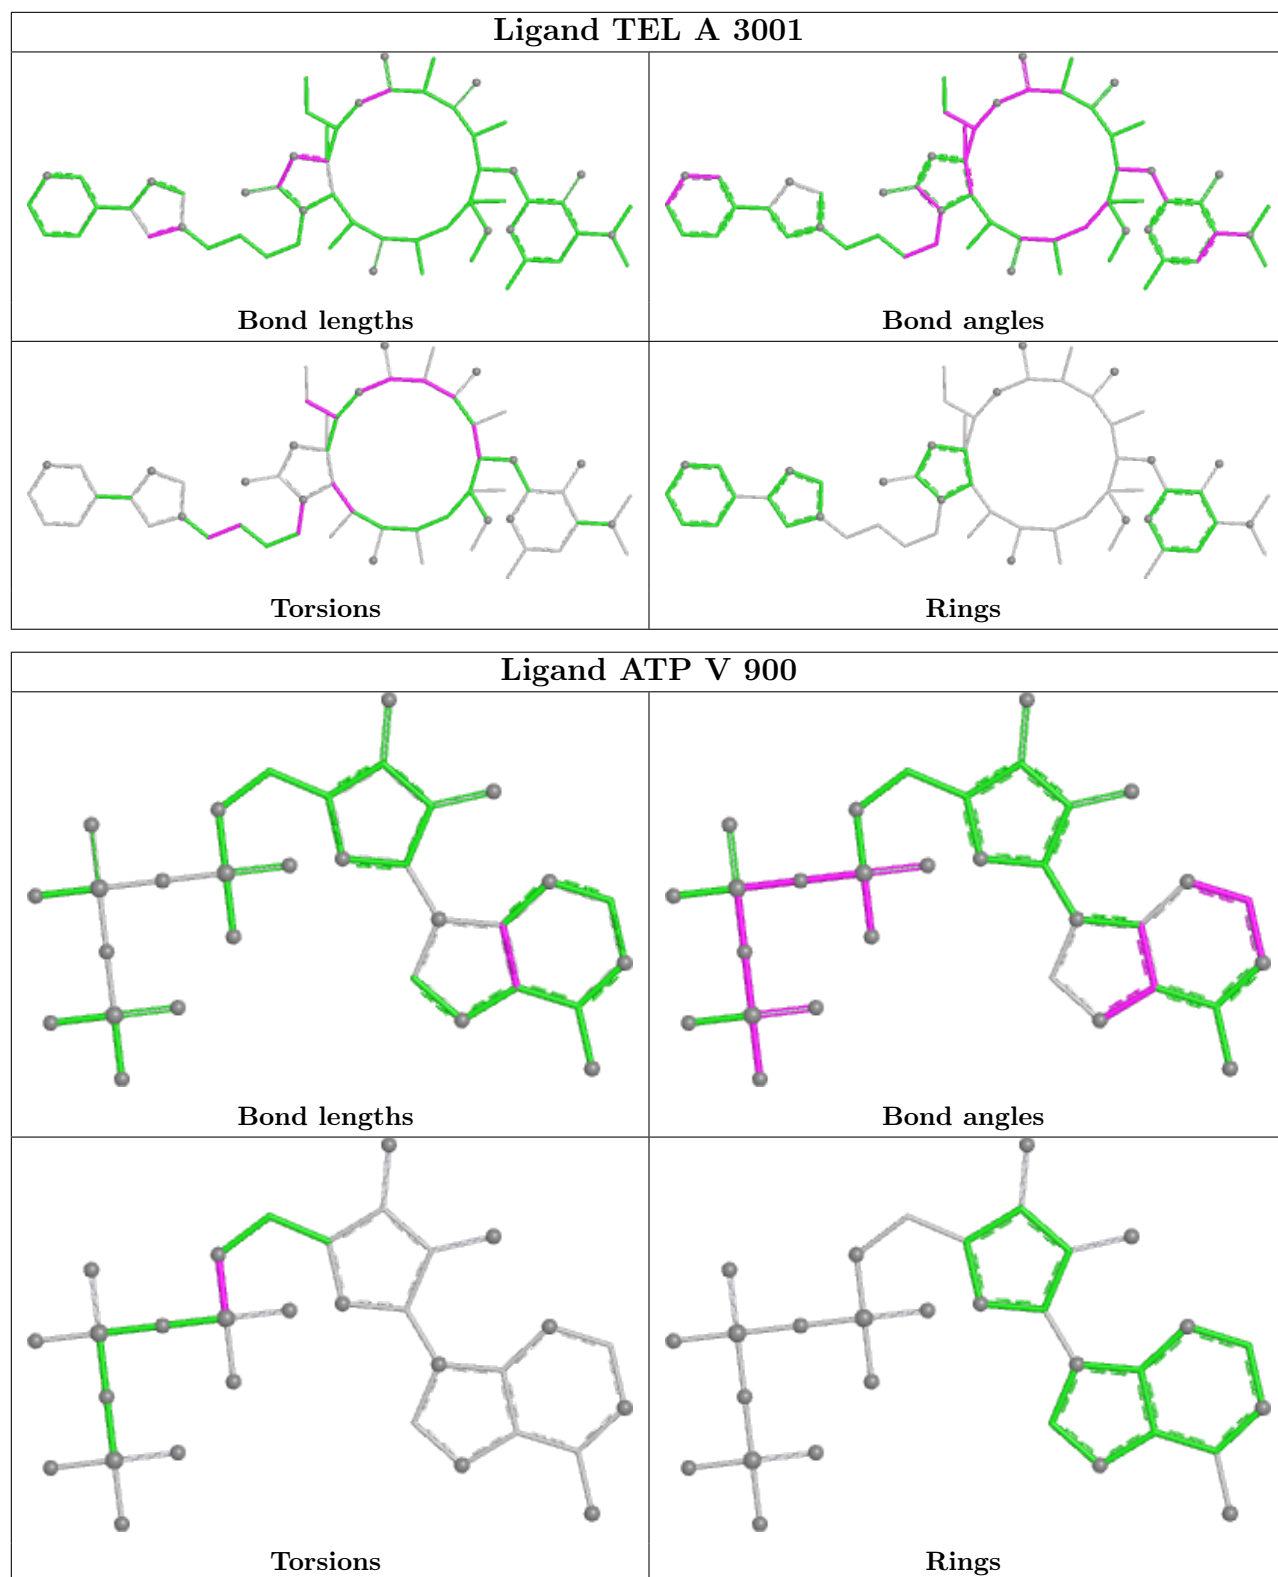 Ligand TEL A 3001
Bond lengths
Bond angles
Torsions
Rings
Ligand ATP V 900
Bond lengths
Bond angles
Torsions
Rings